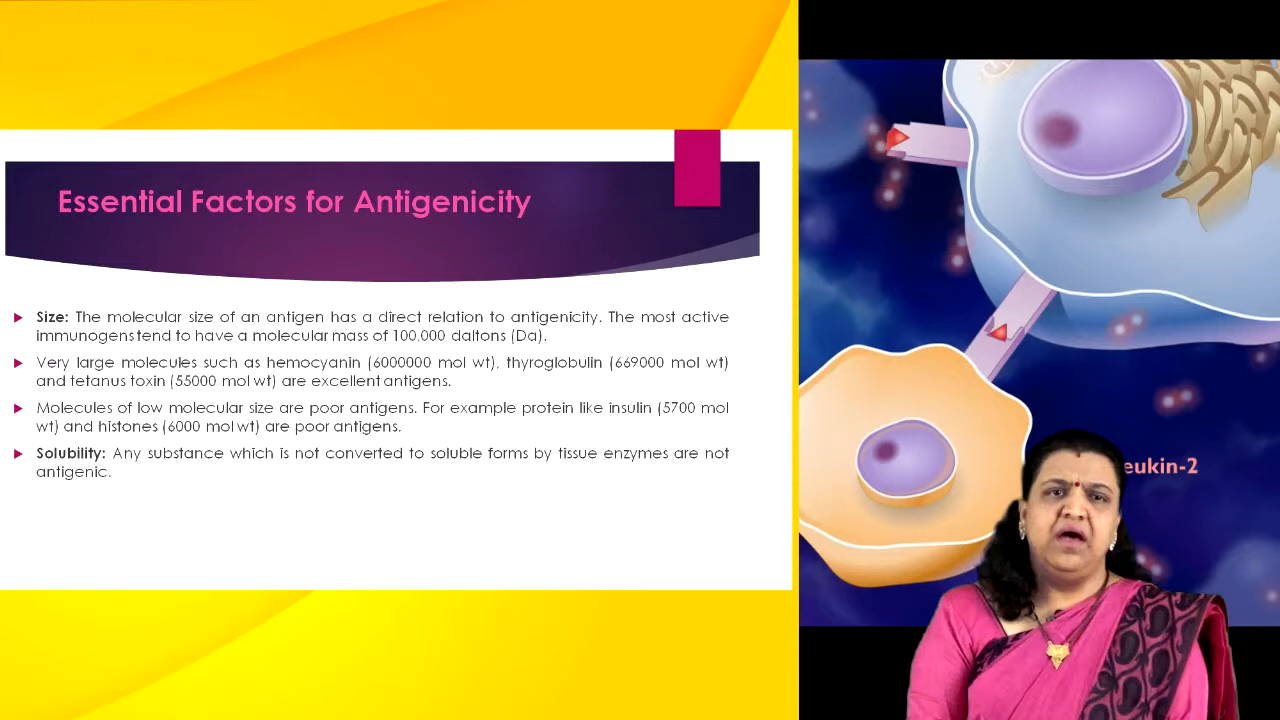 Essential Factors for Antigenicity
Size: The molecular size of an antigen has a direct relation to antigenicity. The most active
immunogens tend to have a molecular mass of 100,000 daltons (Da).
Very large molecules such as hemocyanin (6000000 mol wt), thyroglobulin (669000 mol wt)
and tetanus toxin (55000 mol wt) are excellent antigens.
Molecules of low molecular size are poor antigens. For example protein like insulin (5700 mol
wt) and histones (6000 mol wt) are poor antigens.
Solubility: Any substance which is not converted to soluble forms by tissue enzymes are not
antigenic.
eukin-2